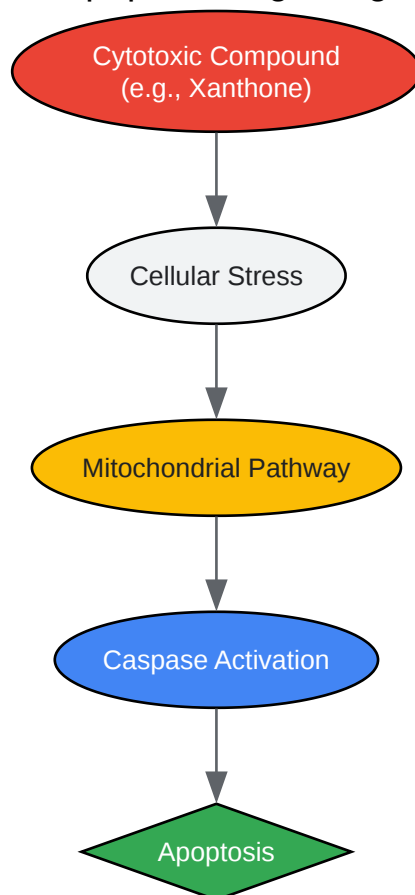 Cytotoxic Compound
(e.g., Xanthone)
Cellular Stress
Mitochondrial Pathway
Caspase Activation
Apoptosis